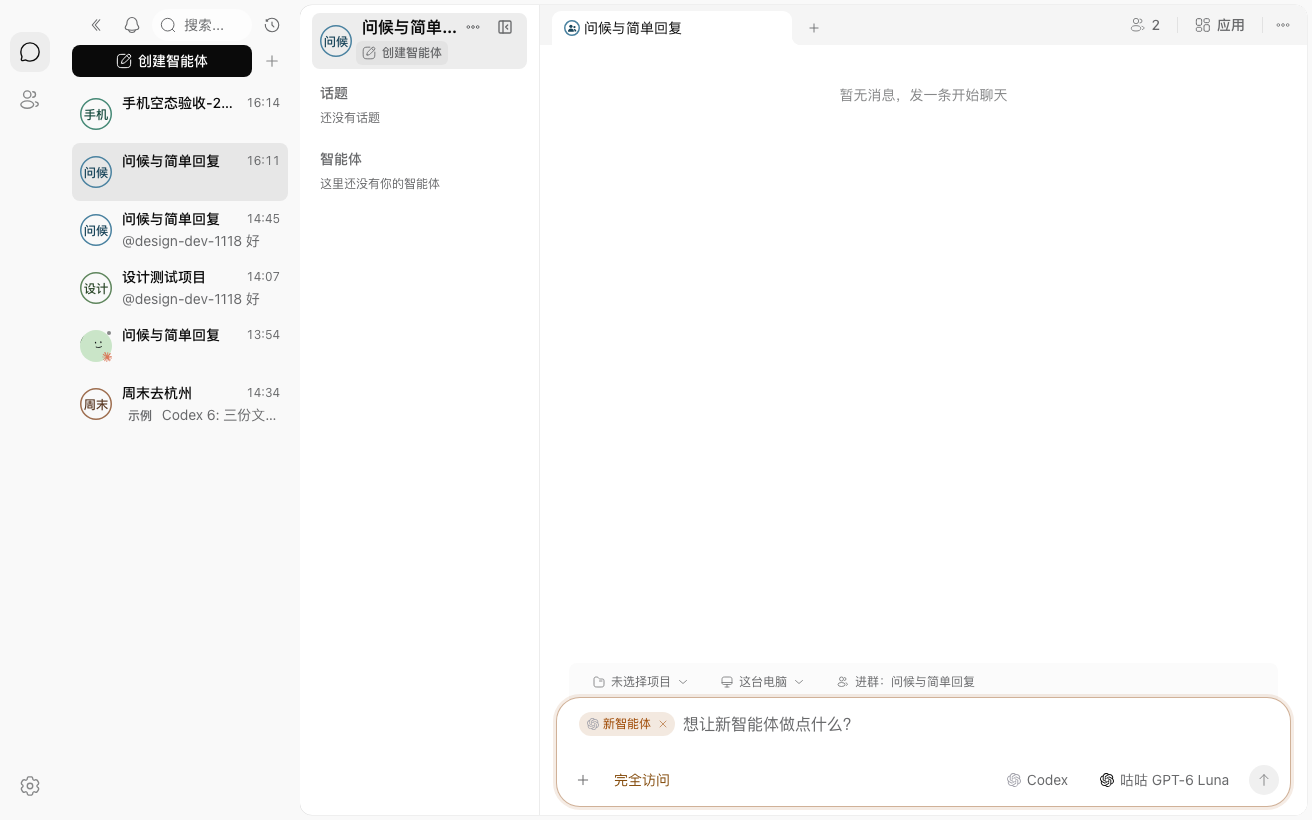 搜索...
创建智能体
手机
手机空态验收-2...
16:14
问候
问候与简单回复
16:11
问候
问候与简单回复
14:45
@design-dev-1118 好
设计
设计测试项目
14:07
@design-dev-1118 好
问候与简单回复
13:54
周末
周末去杭州
14:34
示例 Codex 6: 三份文...
问候
问候与简单...
创建智能体
话题
还没有话题
智能体
这里还没有你的智能体
问候与简单回复
2
应用
暂无消息，发一条开始聊天
未选择项目
这台电脑
进群：问候与简单回复
新智能体
想让新智能体做点什么?
完全访问
Codex
咕咕 GPT-6 Luna